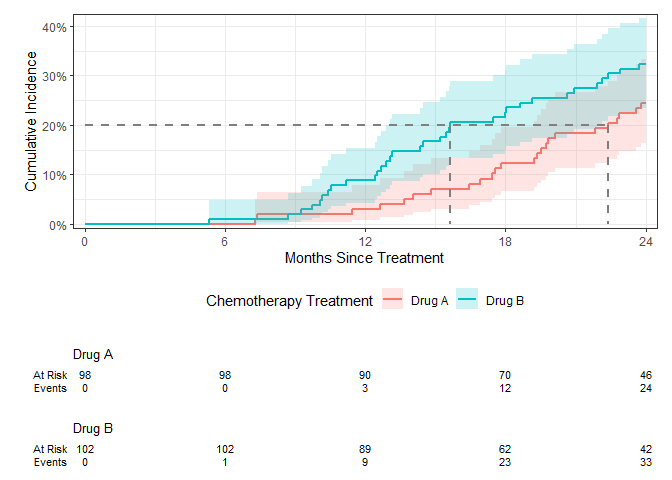 40%
30%
20%
10%
0%
Cumulative Incidence
0 6 12 18 24
Months Since Treatment
Chemotherapy Treatment Drug A Drug B
Drug A
At Risk 98 98 90 70 46
Events 0 0 3 12 24
Drug B
At Risk 102 102 89 62 42
Events 0 1 9 23 33